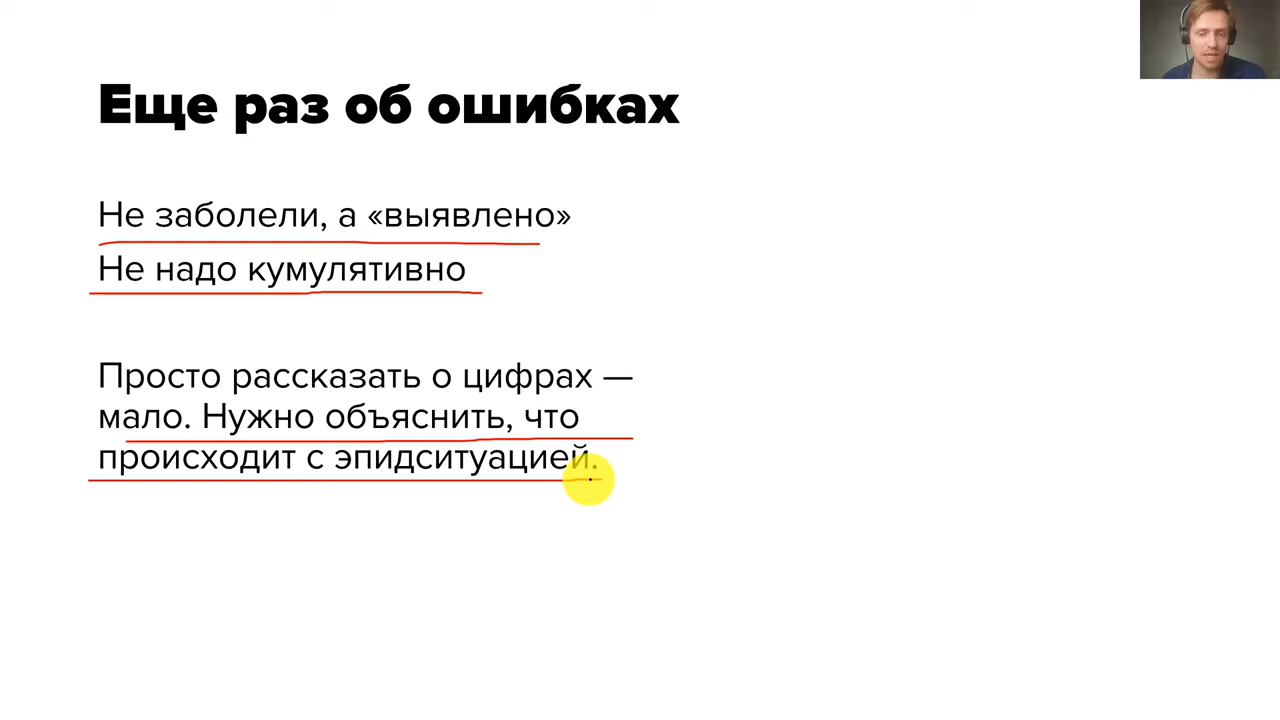 Еще раз об ошибках
Не заболели, а «выявлено»
Не надо кумулятивно
Просто рассказать о цифрах —
мало. Нужно объяснить, что
происходит с эпидситуацией.